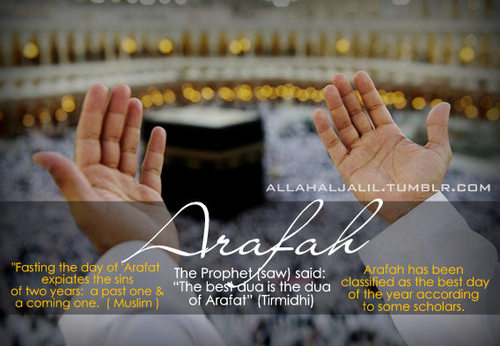 ALLAHALJALIL.TUMBLR.COM
Arafah
"Fasting the day of Arafat
expiates the sins
of two years: a past one &
a coming one. ( Muslim )
The Prophet (saw) said:
"The best dua is the dua
of Arafat" (Tirmidhi)
Arafah has been
classified as the best day
of the year according
to some scholars.